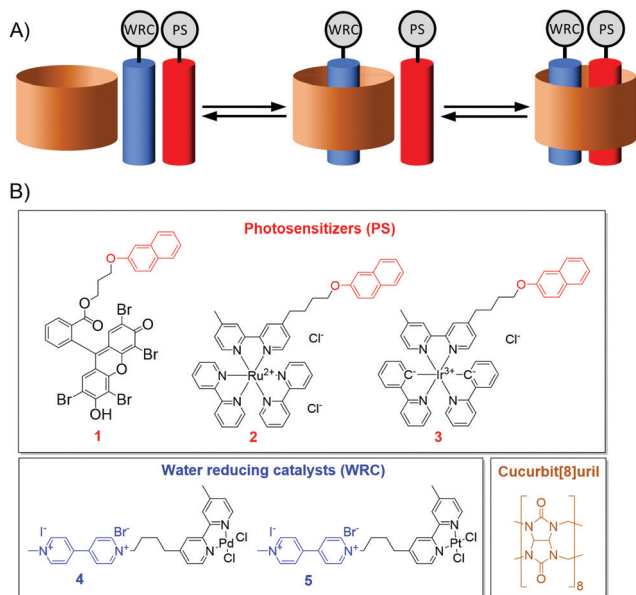 A)
WRC PS
WRC PS
WRC PS
B)
Photosensitizers (PS)
O
O
O
Br
O
Br
O
Br
Br
OH
1
O
Cl⁻
N N
N Ru²⁺ N
N N
Cl⁻
2
O
Cl⁻
N N
C⁻ Ir³⁺ C⁻
N N
3
Water reducing catalysts (WRC)
Cucurbit[8]uril
I⁻
N⁺
Br⁻
N⁺
N
N
Pd
Cl
Cl
4
I⁻
N⁺
Br⁻
N⁺
N
N
Pt
Cl
Cl
5
O
N N
N N
O
8